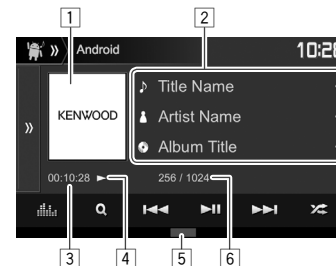 1 2
Android 10:28
KENWOOD
Title Name
Artist Name
Album Title
00:10:28 256 / 1024
3 4 5 6